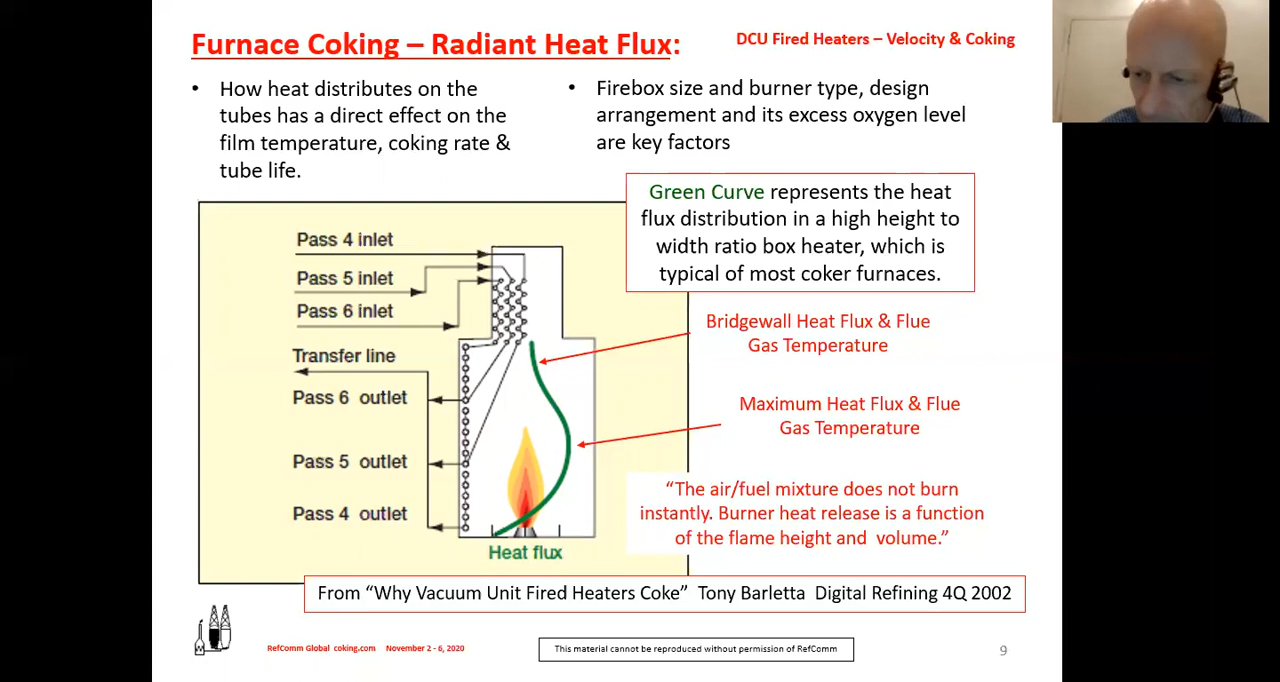 Furnace Coking – Radiant Heat Flux:
DCU Fired Heaters – Velocity & Coking
• How heat distributes on the
tubes has a direct effect on the
film temperature, coking rate &
tube life.
• Firebox size and burner type, design
arrangement and its excess oxygen level
are key factors
Green Curve represents the heat
flux distribution in a high height to
width ratio box heater, which is
typical of most coker furnaces.
Pass 4 inlet
Pass 5 inlet
Pass 6 inlet
Transfer line
Pass 6 outlet
Pass 5 outlet
Pass 4 outlet
Heat flux
Bridgewall Heat Flux & Flue
Gas Temperature
Maximum Heat Flux & Flue
Gas Temperature
“The air/fuel mixture does not burn
instantly. Burner heat release is a function
of the flame height and volume.”
From “Why Vacuum Unit Fired Heaters Coke” Tony Barletta Digital Refining 4Q 2002
RefComm Global coking.com November 2 - 6, 2020
This material cannot be reproduced without permission of RefComm
9